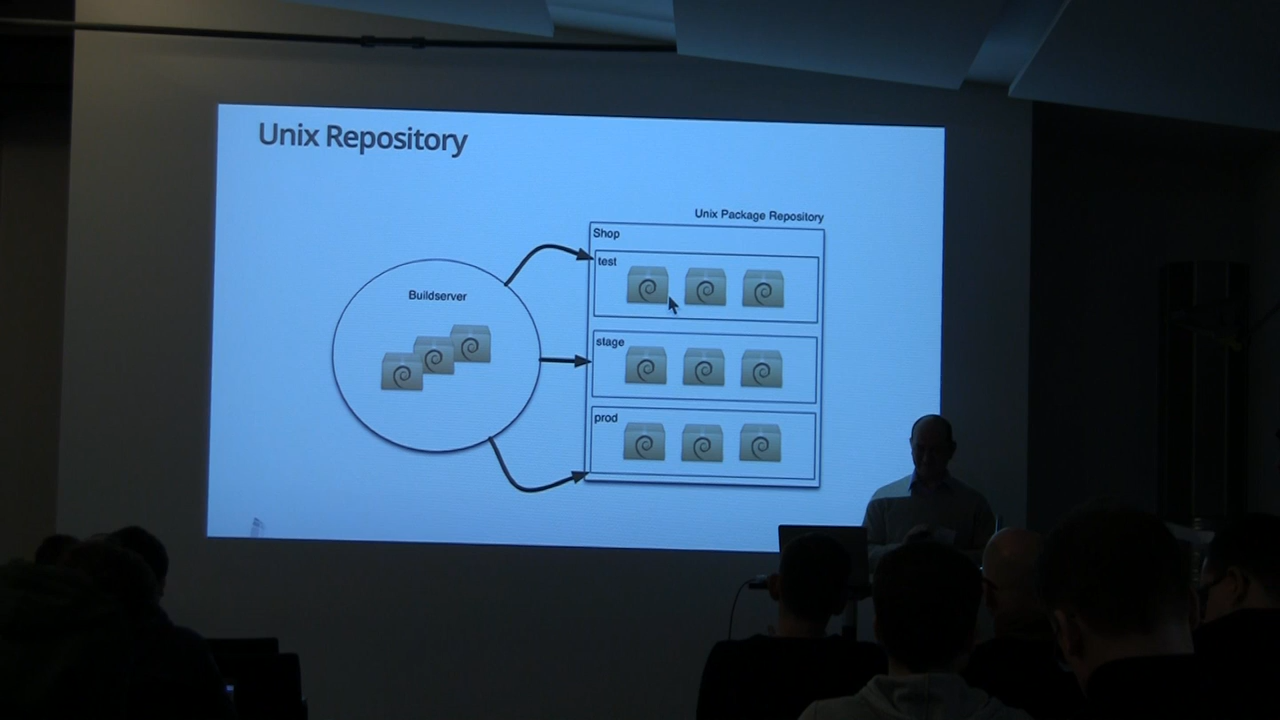 Unix Repository
Unix Package Repository
Shop
test
Buildserver
stage
prod